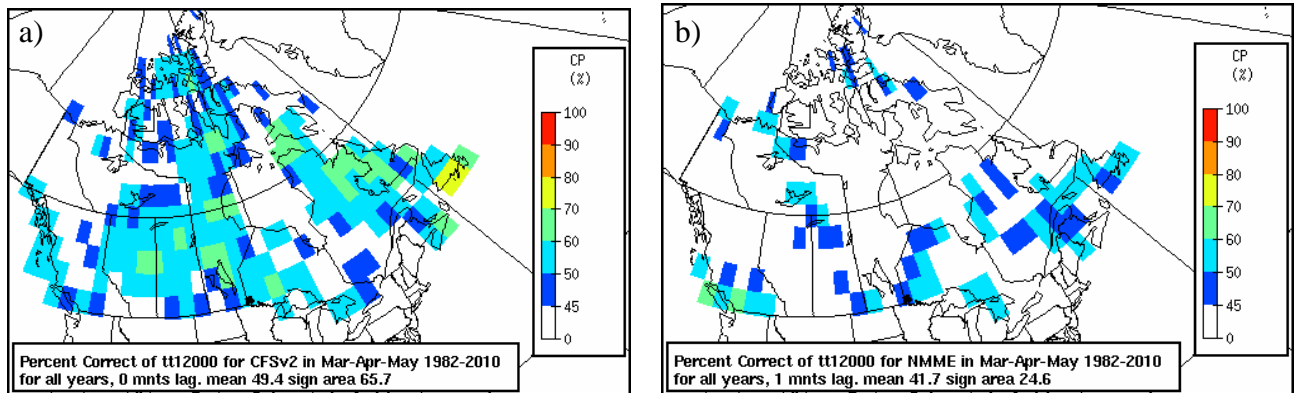 a)
CP
(%)
100
90
80
70
60
50
45
0
Percent Correct of tt12000 for CFSv2 in Mar-Apr-May 1982-2010
for all years, 0 mnts lag. mean 49.4 sign area 65.7
b)
CP
(%)
100
90
80
70
60
50
45
0
Percent Correct of tt12000 for NMME in Mar-Apr-May 1982-2010
for all years, 1 mnts lag. mean 41.7 sign area 24.6